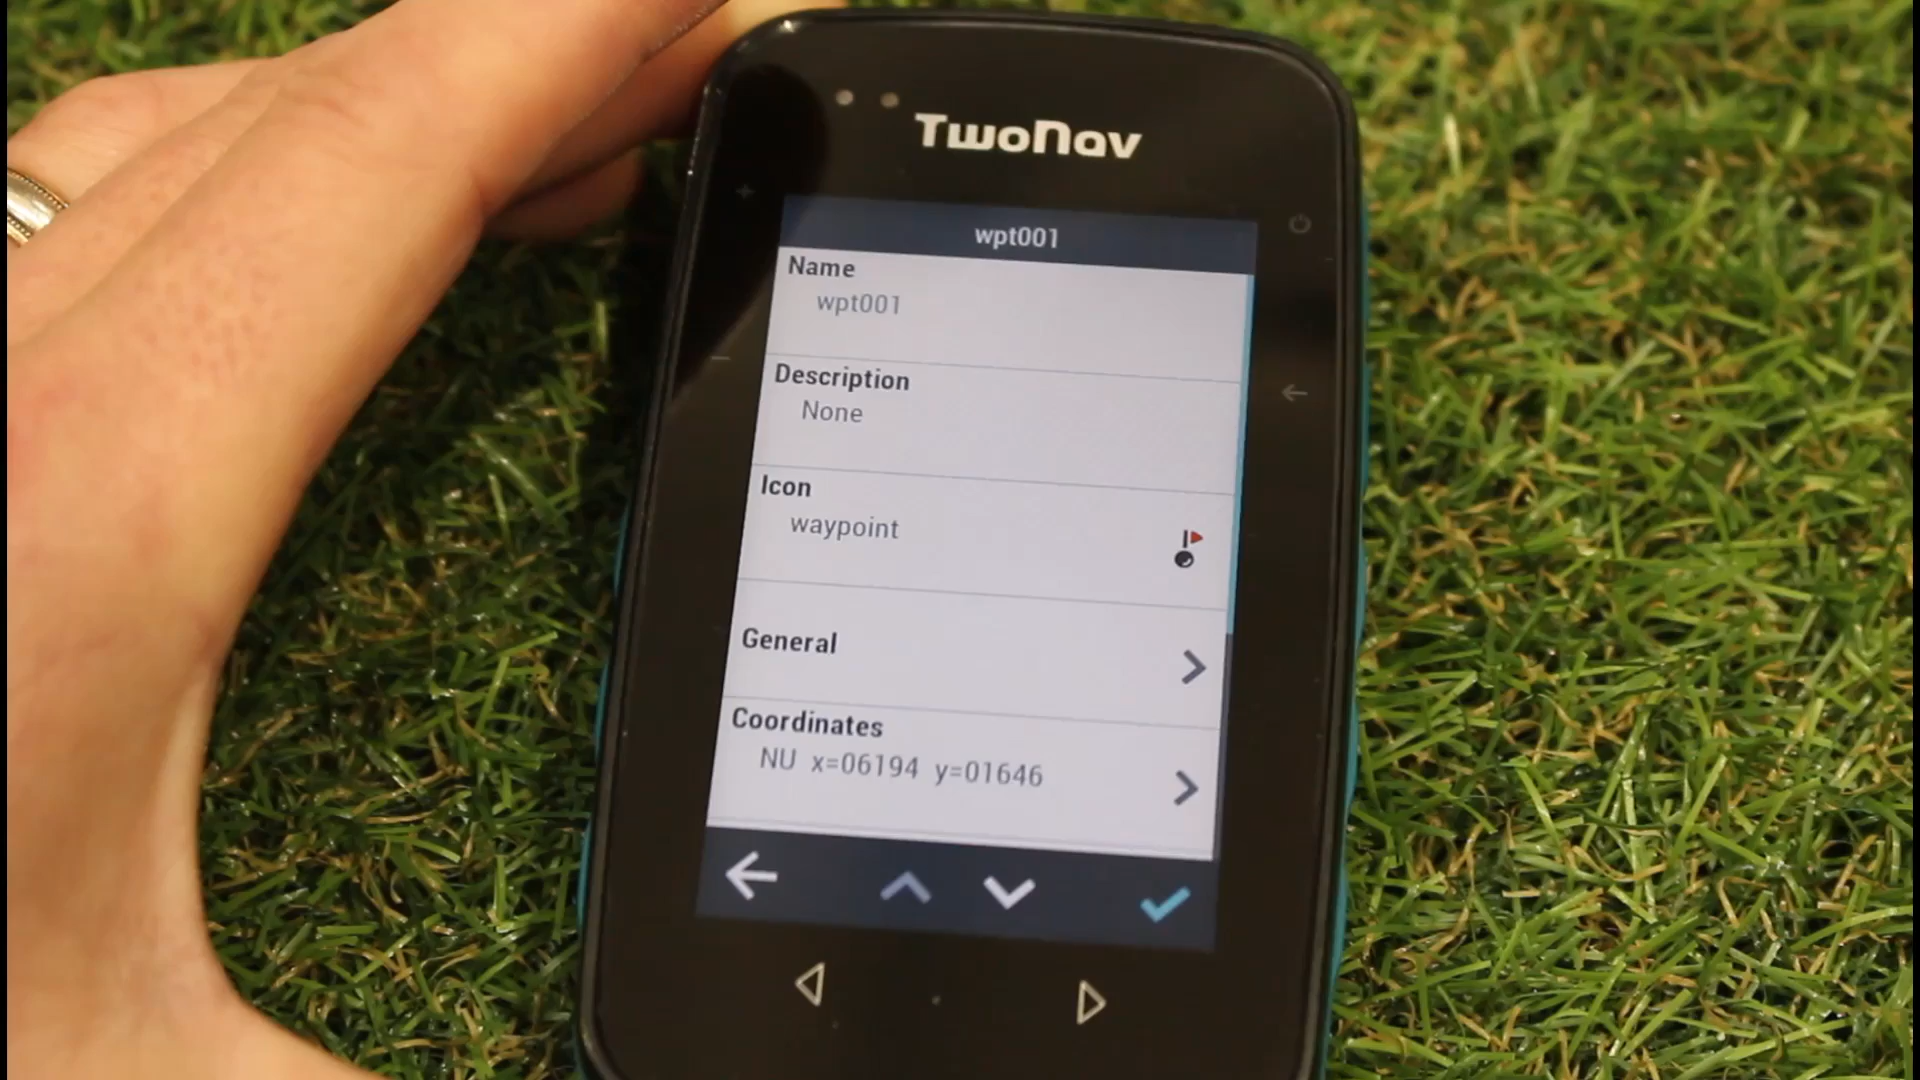 TwoNav
wpt001
Name
wpt001
Description
None
Icon
waypoint
General
Coordinates
NU x=06194 y=01646